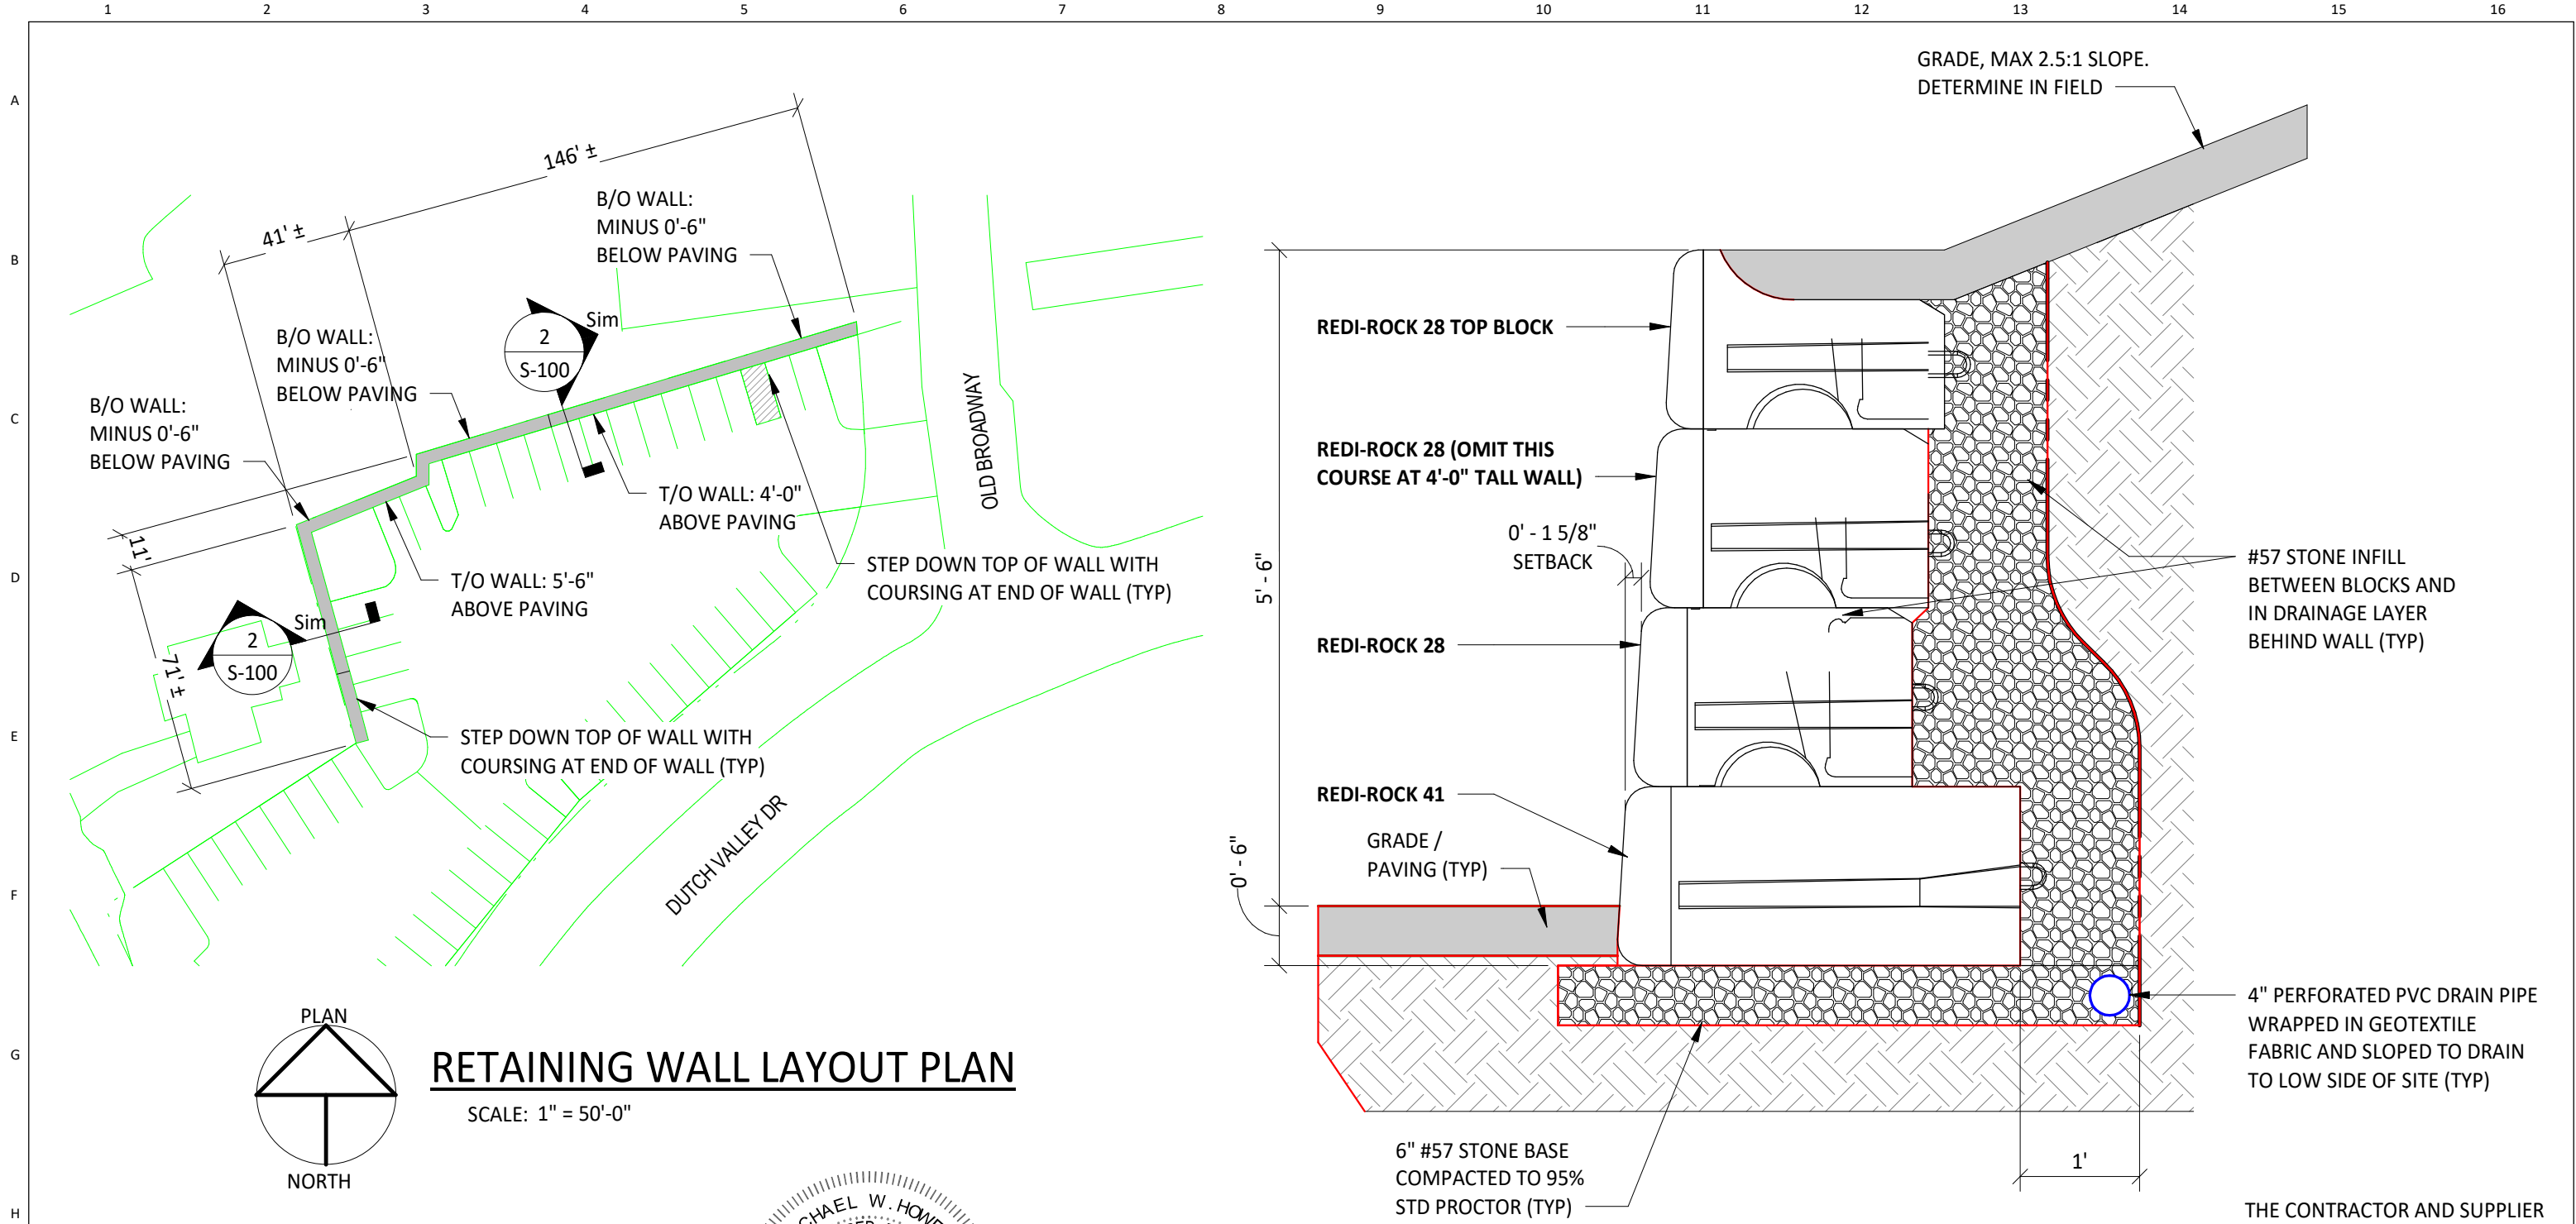 1 2 3 4 5 6 7 8 9 10 11 12 13 14 15 16
A
B
C
D
E
F
G
H
146' ±
41' ±
11'
71' ±
B/O WALL:
MINUS 0'-6"
BELOW PAVING
B/O WALL:
MINUS 0'-6"
BELOW PAVING
B/O WALL:
MINUS 0'-6"
BELOW PAVING
2
S-100
Sim
T/O WALL: 4'-0"
ABOVE PAVING
T/O WALL: 5'-6"
ABOVE PAVING
STEP DOWN TOP OF WALL WITH
COURSING AT END OF WALL (TYP)
2
S-100
Sim
STEP DOWN TOP OF WALL WITH
COURSING AT END OF WALL (TYP)
OLD BROADWAY
DUTCH VALLEY DR
PLAN
NORTH
RETAINING WALL LAYOUT PLAN
SCALE: 1" = 50'-0"
GRADE, MAX 2.5:1 SLOPE.
DETERMINE IN FIELD
REDI-ROCK 28 TOP BLOCK
REDI-ROCK 28 (OMIT THIS
COURSE AT 4'-0" TALL WALL)
0' - 1 5/8"
SETBACK
5' - 6"
REDI-ROCK 28
REDI-ROCK 41
GRADE /
PAVING (TYP)
0' - 6"
#57 STONE INFILL
BETWEEN BLOCKS AND
IN DRAINAGE LAYER
BEHIND WALL (TYP)
4" PERFORATED PVC DRAIN PIPE
WRAPPED IN GEOTEXTILE
FABRIC AND SLOPED TO DRAIN
TO LOW SIDE OF SITE (TYP)
6" #57 STONE BASE
COMPACTED TO 95%
STD PROCTOR (TYP)
1'
W.
THE CONTRACTOR AND SUPPLIER